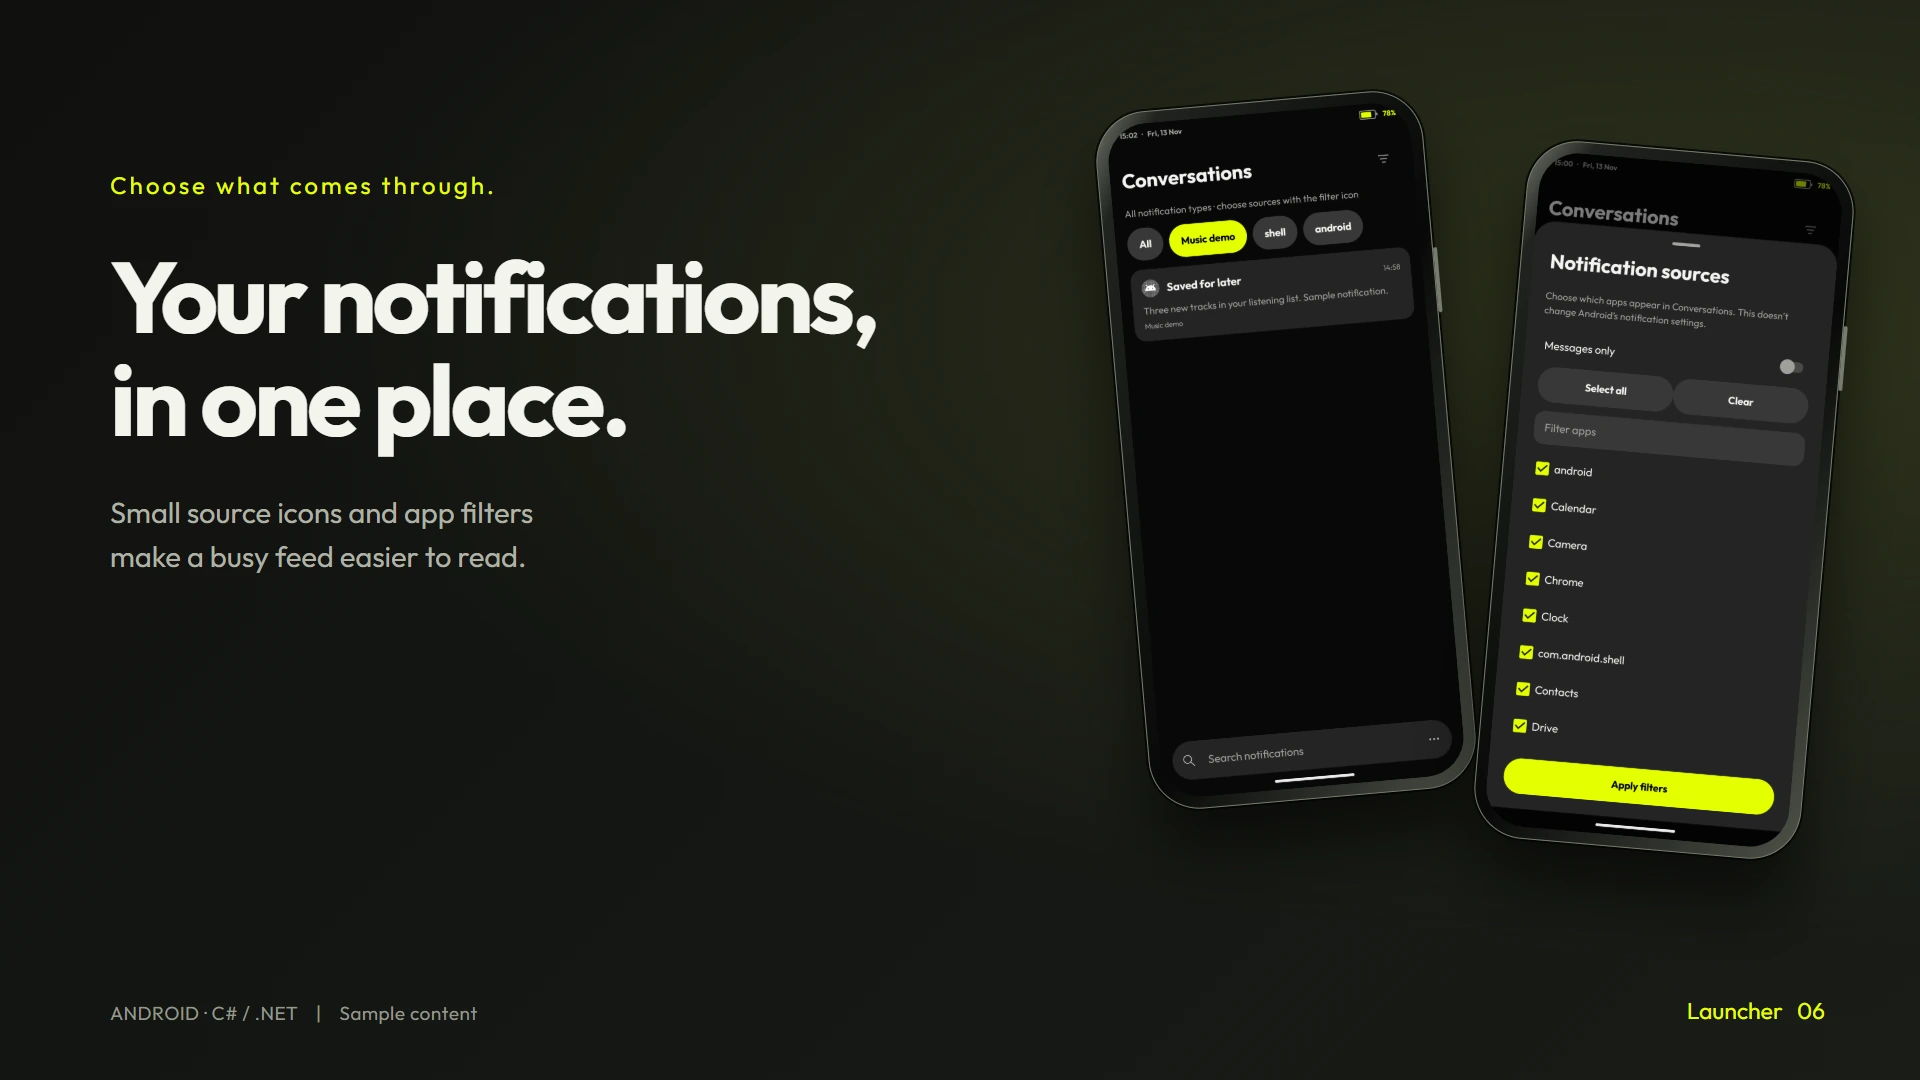 Choose what comes through.
Your notifications,
in one place.
Small source icons and app filters
make a busy feed easier to read.
15:02 · Fri, 13 Nov
78%
Conversations
All notification types · choose sources with the filter icon
All
Music demo
shell
android
Saved for later
14:58
Three new tracks in your listening list. Sample notification.
Music demo
Search notifications
15:00 · Fri, 13 Nov
78%
Conversations
Notification sources
Choose which apps appear in Conversations. This doesn't
change Android's notification settings.
Messages only
Select all
Clear
Filter apps
android
Calendar
Camera
Chrome
Clock
com.android.shell
Contacts
Drive
Apply filters
ANDROID · C# / .NET | Sample content
Launcher 06